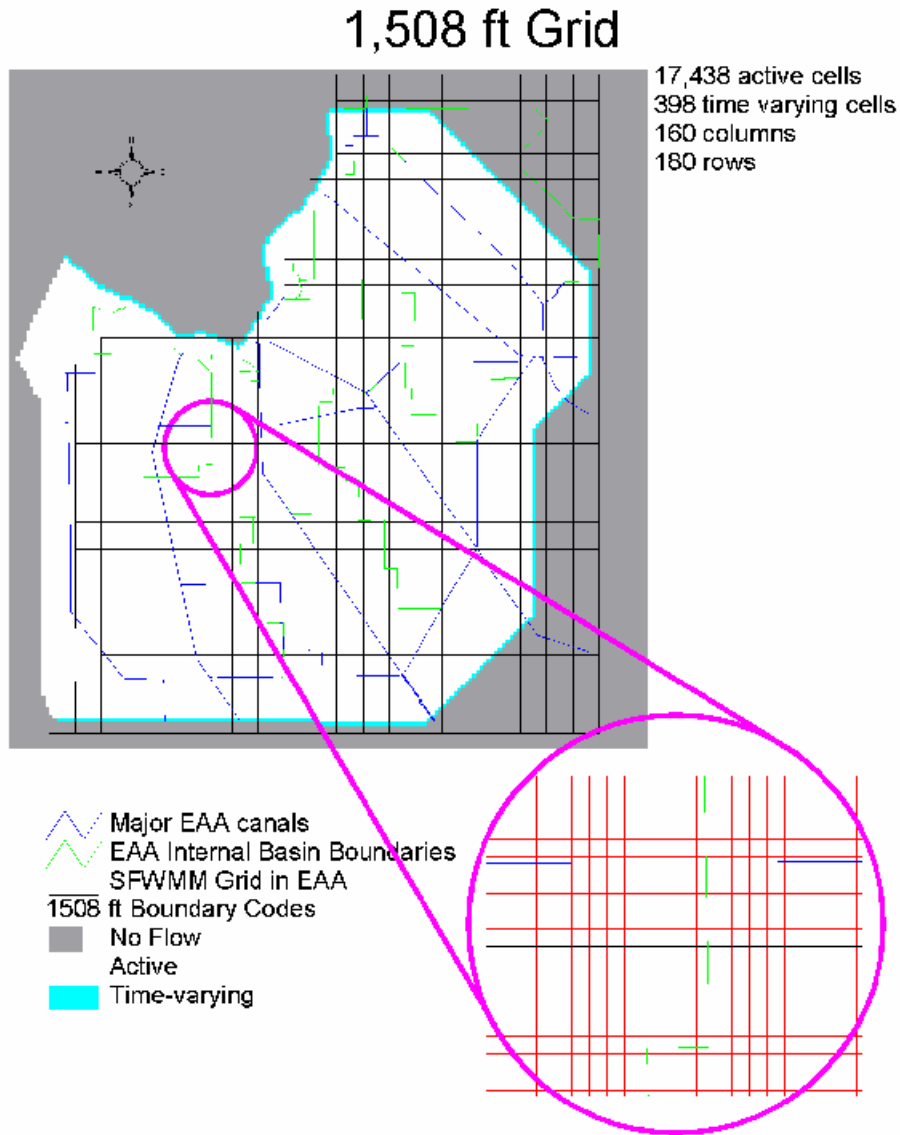 1,508 ft Grid
17,438 active cells
398 time varying cells
160 columns
180 rows
Major EAA canals
EAA Internal Basin Boundaries
SFWMM Grid in EAA
1508 ft Boundary Codes
No Flow
Active
Time-varying